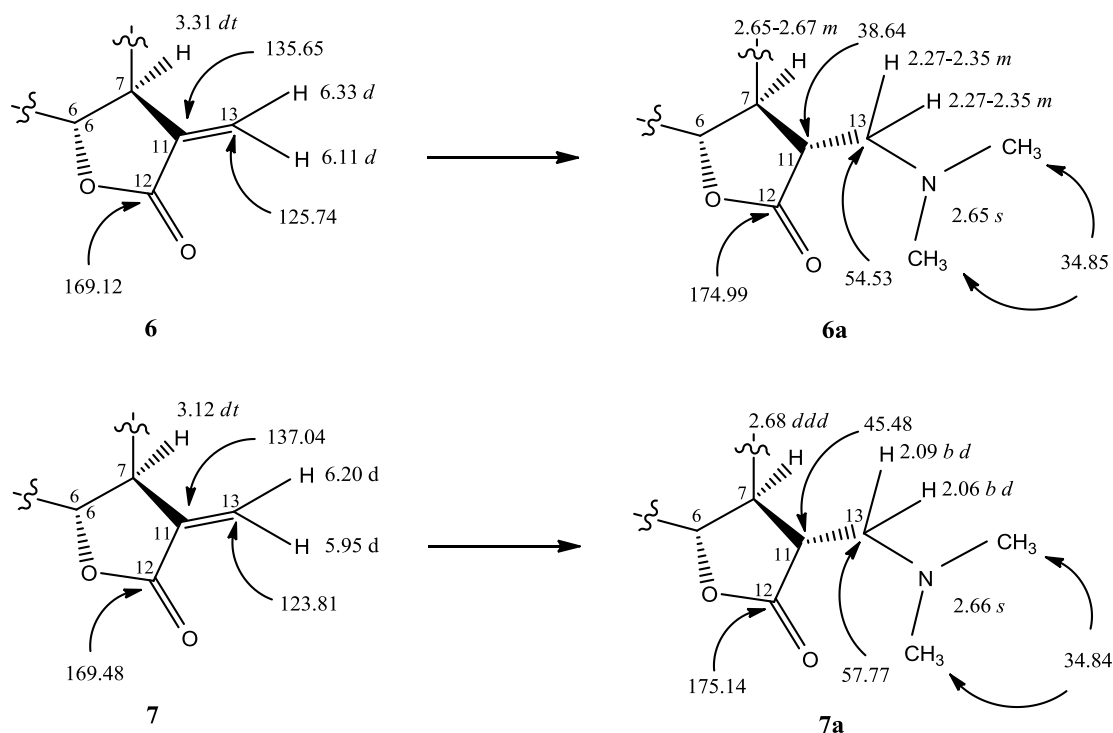 3.31 dt
H
135.65
7
13
H 6.33 d
6
6
11
H 6.11 d
O
12
O
125.74
169.12
6
2.65-2.67 m
38.64
H
H 2.27-2.35 m
7
H 2.27-2.35 m
13
6
11
CH3
N
12
O
2.65 s
O
CH3
34.85
174.99
54.53
6a
3.12 dt
H
137.04
7
13
H 6.20 d
6
6
11
H 5.95 d
O
12
O
123.81
169.48
7
2.68 ddd
45.48
H
H 2.09 b d
7
H 2.06 b d
13
6
11
CH3
N
12
O
2.66 s
O
CH3
34.84
175.14
57.77
7a